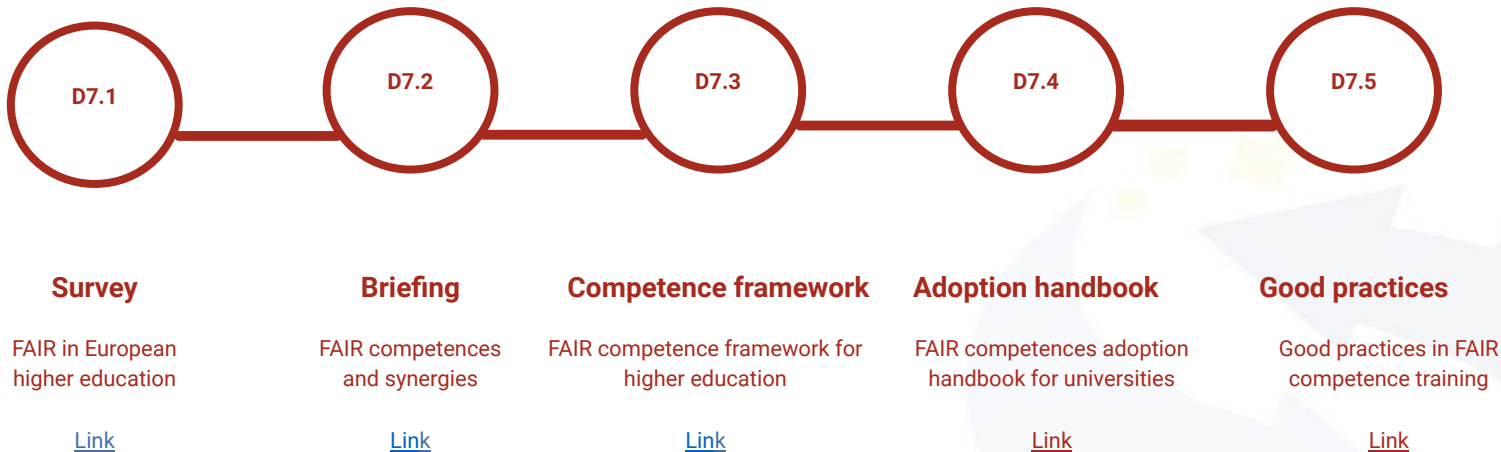 D7.1
D7.2
D7.3
D7.4
D7.5
Survey
FAIR in European
higher education
Link
Briefing
FAIR competences
and synergies
Link
Competence framework
FAIR competence framework for
higher education
Link
Adoption handbook
FAIR competences adoption
handbook for universities
Link
Good practices
Good practices in FAIR
competence training
Link